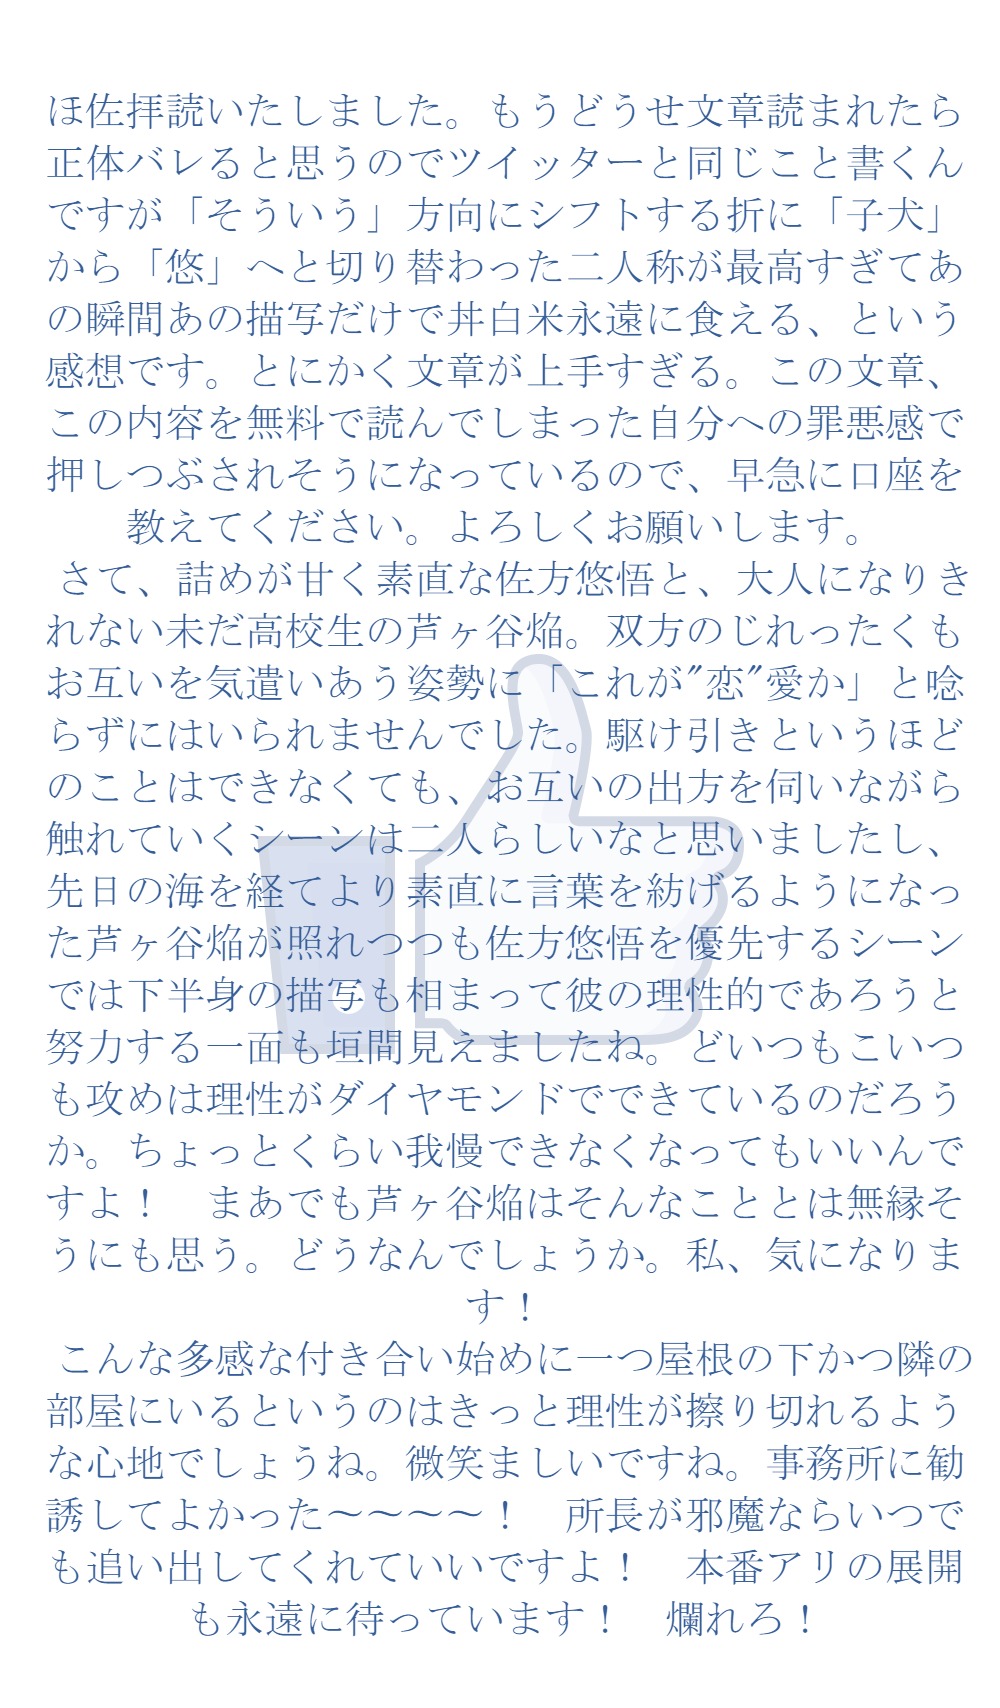 ほ佐拝読いたしました。もうどうせ文章読まれたら
正体バレると思うのでツイッターと同じこと書くん
ですが「そういう」方向にシフトする折に「子犬」
から「悠」へと切り替わった二人称が最高すぎてあ
の瞬間あの描写だけで丼白米永遠に食える、という
感想です。とにかく文章が上手すぎる。この文章、
この内容を無料で読んでしまった自分への罪悪感で
押しつぶされそうになっているので、早急に口座を
教えてください。よろしくお願いします。
さて、詰めが甘く素直な佐方悠悟と、大人になりき
れない未だ高校生の芦ヶ谷焔。双方のじれったくも
お互いを気遣いあう姿勢に「これが″恋″愛か」と唸
らずにはいられませんでした。駆け引きというほど
のことはできなくても、お互いの出方を伺いながら
触れていくシーンは二人らしいなと思いましたし、
先日の海を経てより素直に言葉を紡げるようになっ
た芦ヶ谷焔が照れつつも佐方悠悟を優先するシーン
では下半身の描写も相まって彼の理性的であろうと
努力する一面も垣間見えましたね。どいつもこいつ
も攻めは理性がダイヤモンドでできているのだろう
か。ちょっとくらい我慢できなくなってもいいんで
すよ！　まあでも芦ヶ谷焔はそんなこととは無縁そ
うにも思う。どうなんでしょうか。私、気になりま
す！
こんな多感な付き合い始めに一つ屋根の下かつ隣の
部屋にいるというのはきっと理性が擦り切れるよう
な心地でしょうね。微笑ましいですね。事務所に勧
誘してよかった〜〜〜〜！　所長が邪魔ならいつで
も追い出してくれていいですよ！　本番アリの展開
も永遠に待っています！　爛れろ！